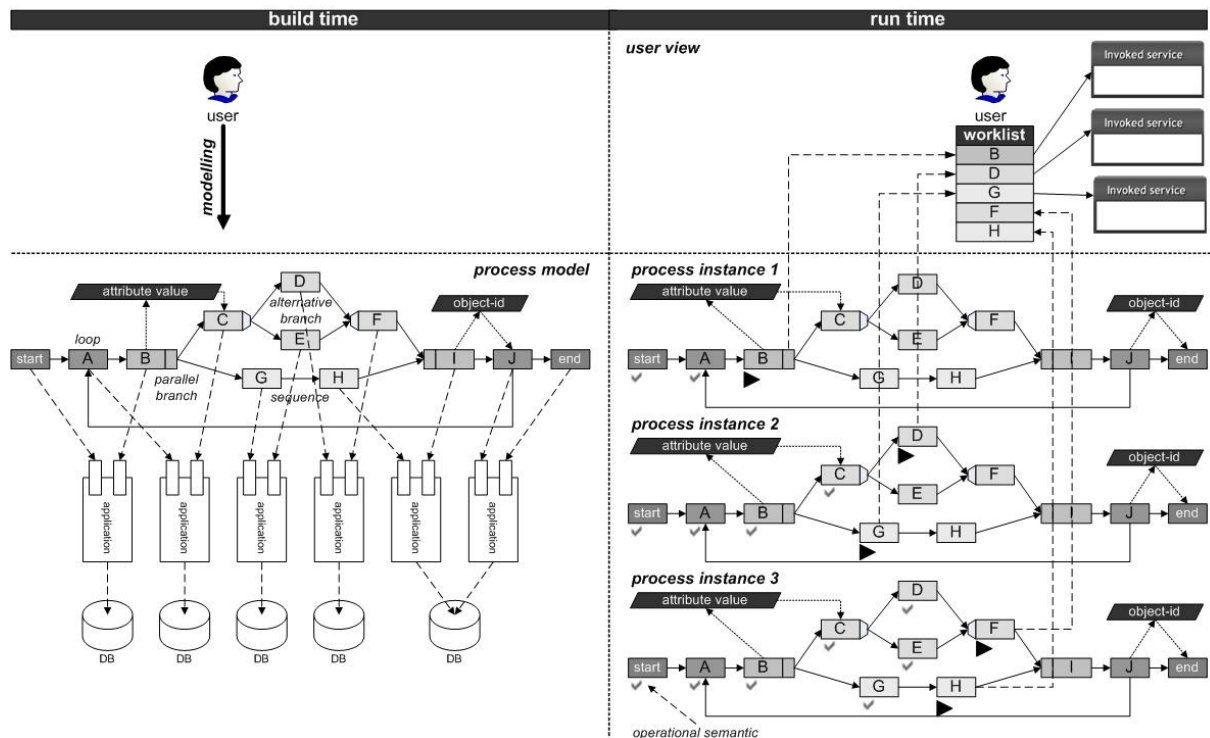 build time
run time
user
modelling
user view
user
worklist
B
D
G
F
H
Invoked service
Invoked service
Invoked service
process model
attribute value
object-id
D
alternative
branch
C
E
F
loop
start
A
B
I
J
end
parallel
branch
G
H
sequence
application
application
application
application
application
application
DB
DB
DB
DB
DB
process instance 1
attribute value
object-id
D
C
F
E
start
A
B
I
J
end
G
H
process instance 2
attribute value
object-id
D
C
F
E
start
A
B
I
J
end
G
H
process instance 3
attribute value
object-id
D
C
F
E
start
A
B
I
J
end
G
H
operational semantic